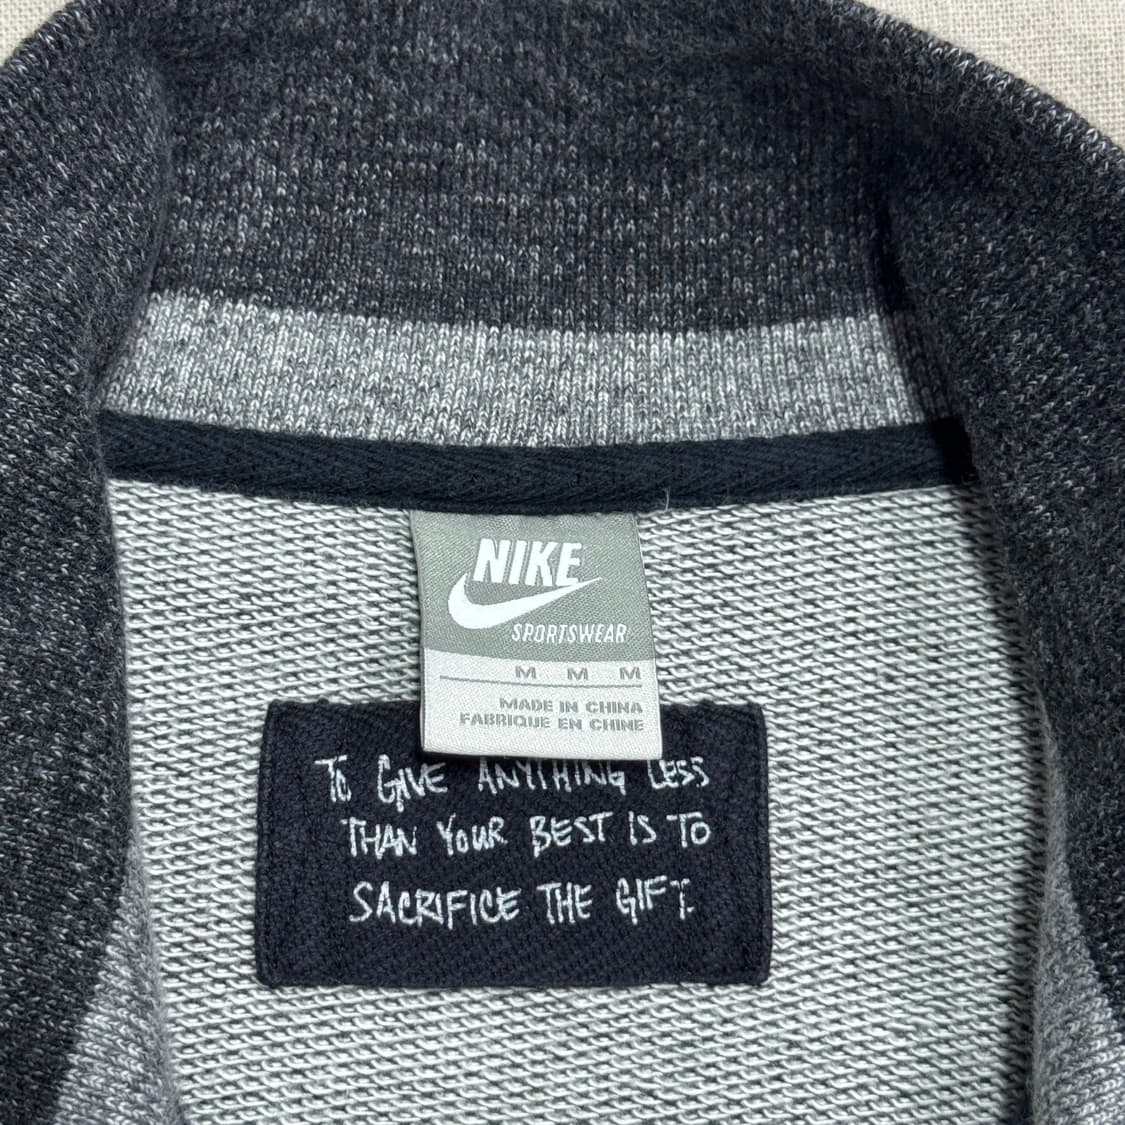 NIKE
SPORTSWEAR
M M M
MADE IN CHINA
FABRIQUE EN CHINE
TO GIVE ANYTHING LESS
THAN YOUR BEST IS TO
SACRIFICE THE GIFT.